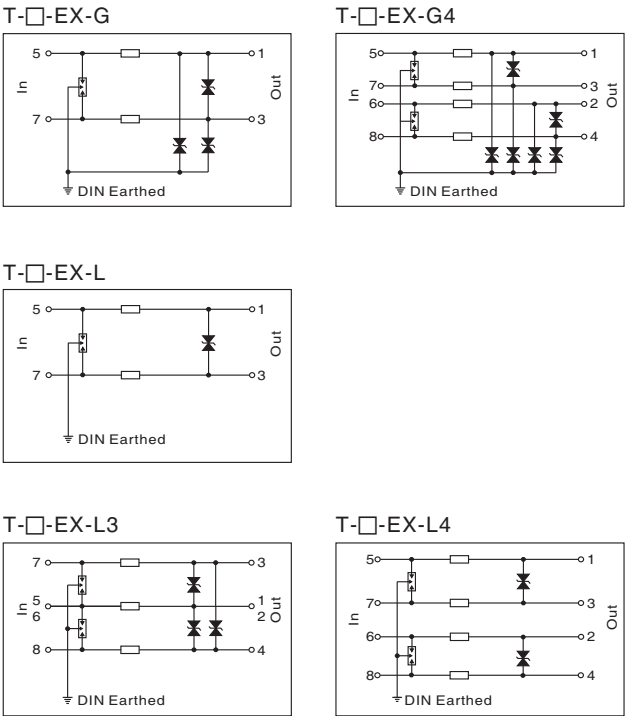 T-□-EX-G
5
1
In
Out
7
3
DIN Earthed
T-□-EX-G4
5
1
7
3
In
Out
6
2
8
4
DIN Earthed
T-□-EX-L
5
1
In
Out
7
3
DIN Earthed
T-□-EX-L3
7
3
In
5
6
1
2
Out
8
4
DIN Earthed
T-□-EX-L4
5
1
7
3
In
Out
6
2
8
4
DIN Earthed